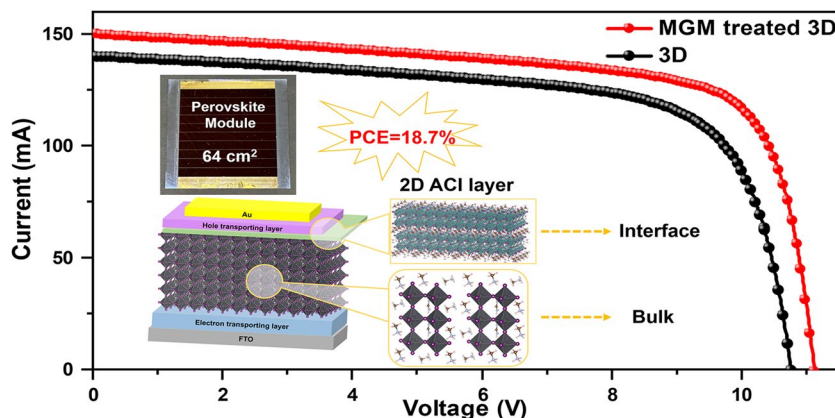 MGM treated 3D
3D
150
100
50
0
Current (mA)
Perovskite
Module
64 cm²
PCE=18.7%
2D ACI layer
Au
Hole transporting layer
Interface
Bulk
Electron transporting layer
FTO
0 2 4 6 8 10
Voltage (V)